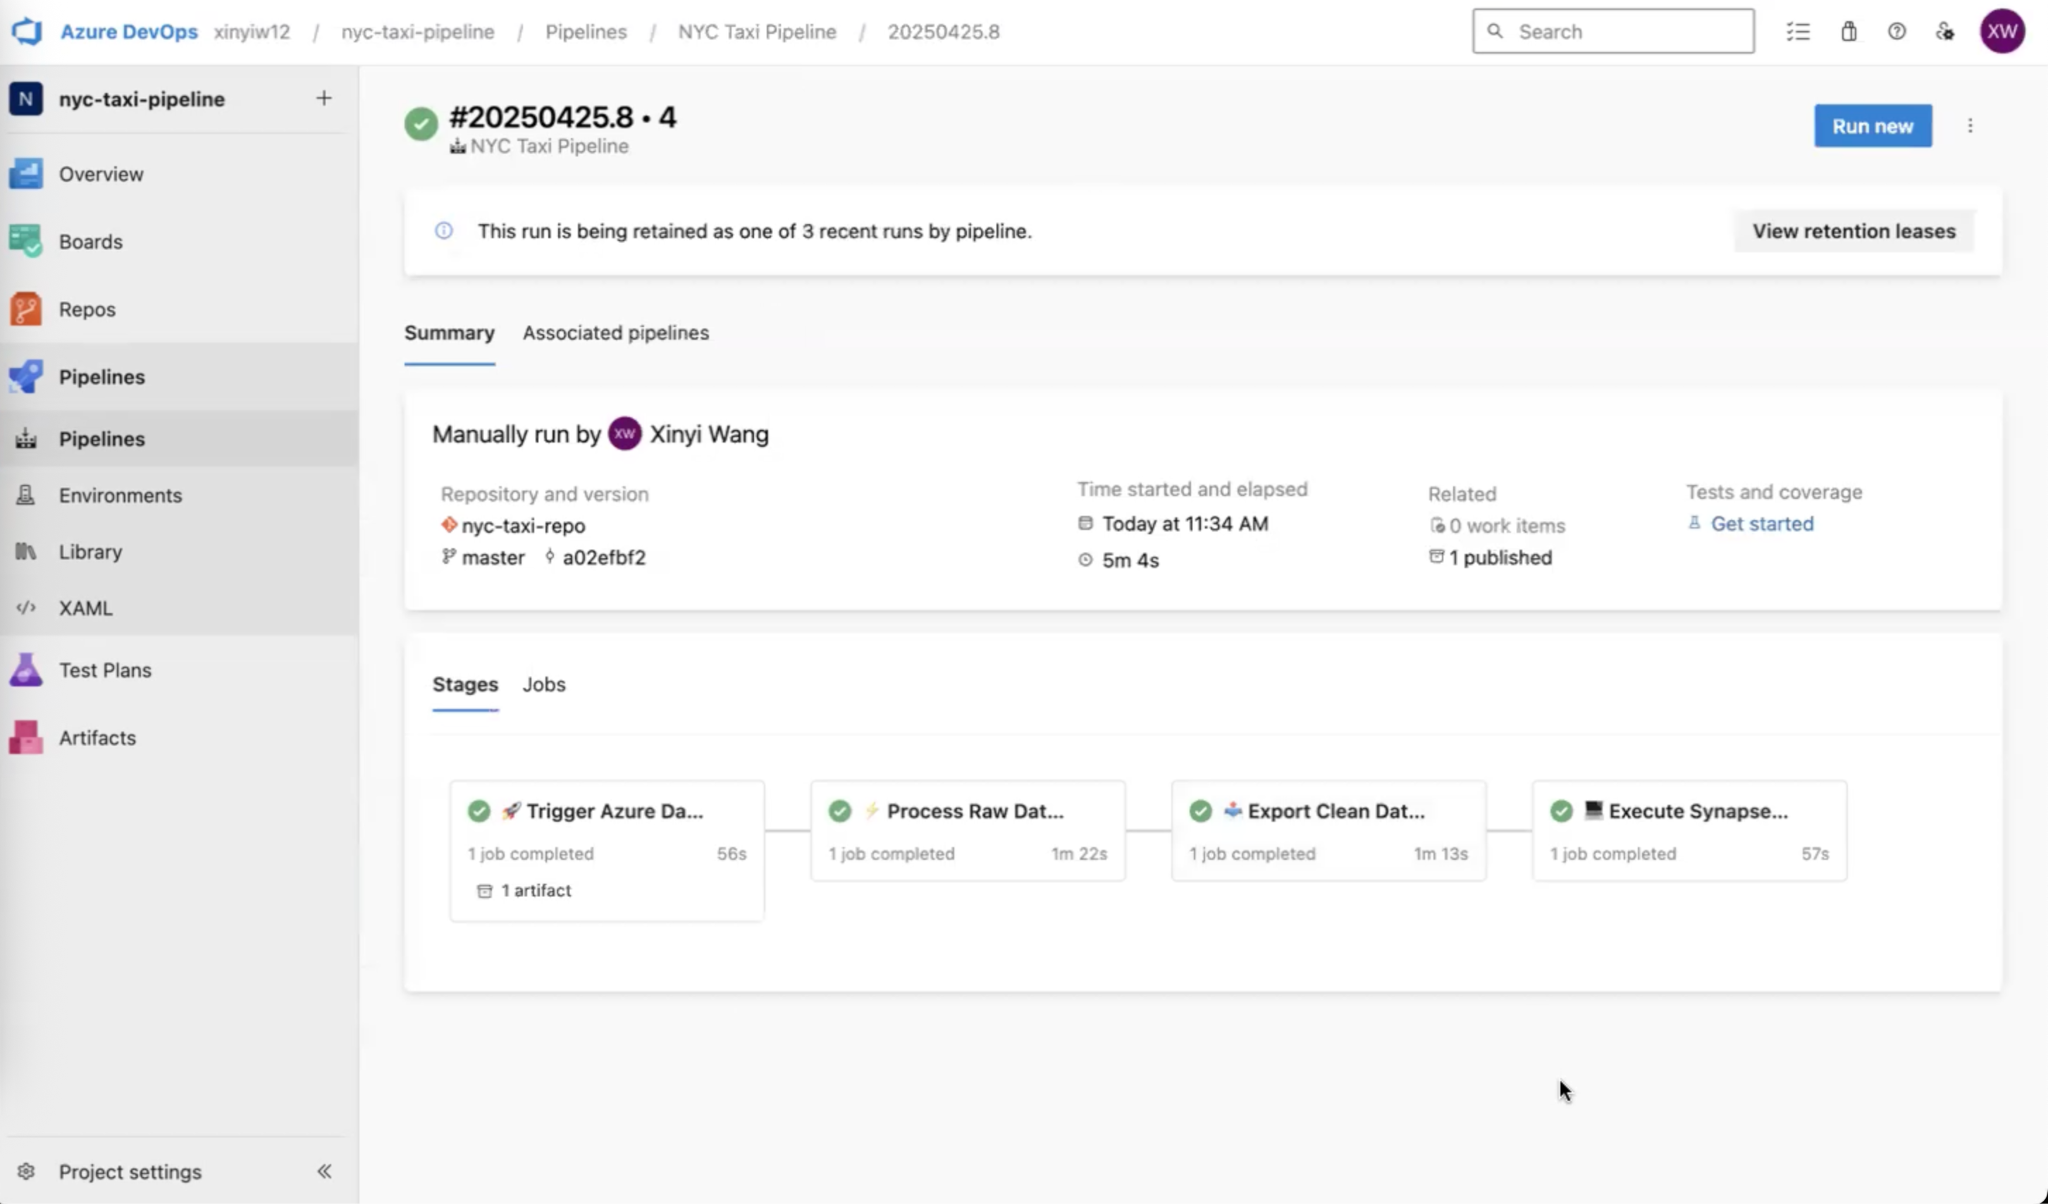 Azure DevOps xinyiw12 / nyc-taxi-pipeline / Pipelines / NYC Taxi Pipeline / 20250425.8
Search
XW
N nyc-taxi-pipeline +
Overview
Boards
Repos
Pipelines
Pipelines
Environments
Library
XAML
Test Plans
Artifacts
Project settings
#20250425.8 • 4
NYC Taxi Pipeline
Run new
This run is being retained as one of 3 recent runs by pipeline.
View retention leases
Summary Associated pipelines
Manually run by XW Xinyi Wang
Repository and version
nyc-taxi-repo
master a02efbf2
Time started and elapsed
Today at 11:34 AM
5m 4s
Related
0 work items
1 published
Tests and coverage
Get started
Stages Jobs
🚀 Trigger Azure Da...
1 job completed 56s
1 artifact
⚡ Process Raw Dat...
1 job completed 1m 22s
📤 Export Clean Dat...
1 job completed 1m 13s
💻 Execute Synapse...
1 job completed 57s